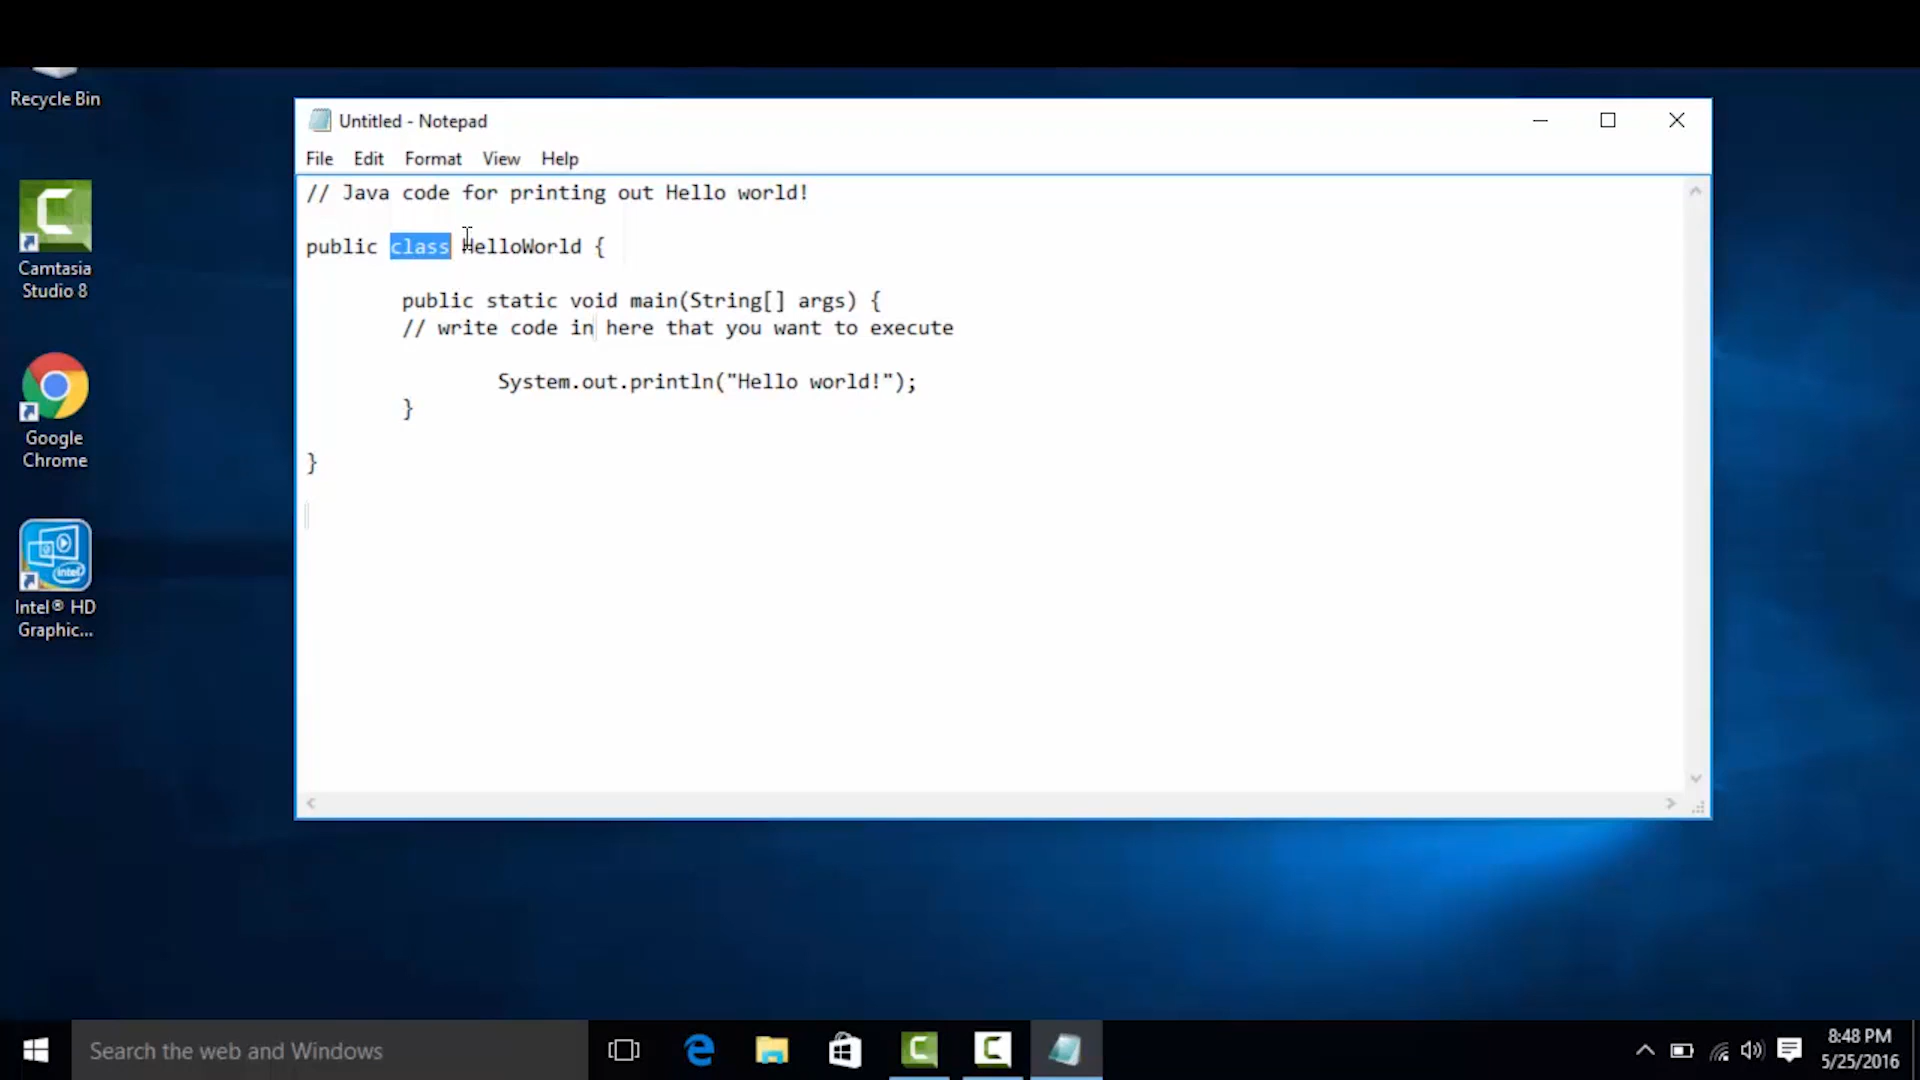 Recycle Bin
Camtasia
Studio 8
Google
Chrome
intel
Intel® HD
Graphic...
Untitled - Notepad
File Edit Format View Help
// Java code for printing out Hello world!
public class HelloWorld {
public static void main(String[] args) {
// write code in here that you want to execute
System.out.println("Hello world!");
}
}
Search the web and Windows
8:48 PM
5/25/2016